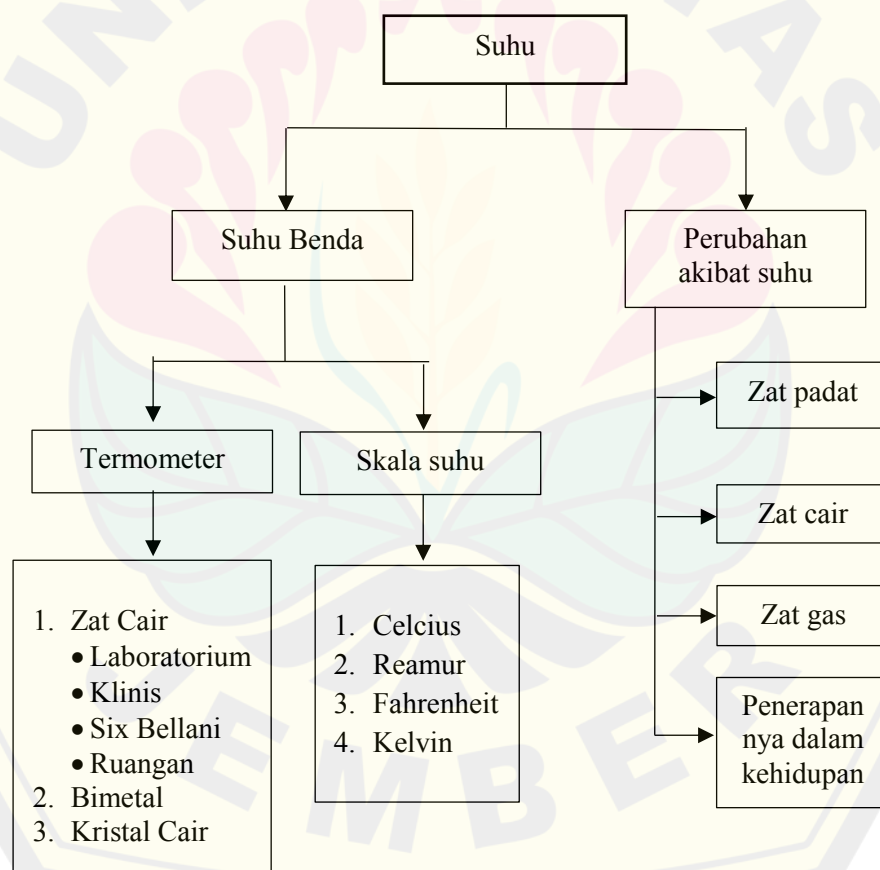 Suhu
Suhu Benda
Perubahan
akibat suhu
Termometer
Skala suhu
Zat padat
Zat cair
Zat gas
Penerapan
nya dalam
kehidupan
1. Zat Cair
• Laboratorium
• Klinis
• Six Bellani
• Ruangan
2. Bimetal
3. Kristal Cair
1. Celcius
2. Reamur
3. Fahrenheit
4. Kelvin
JEMBER